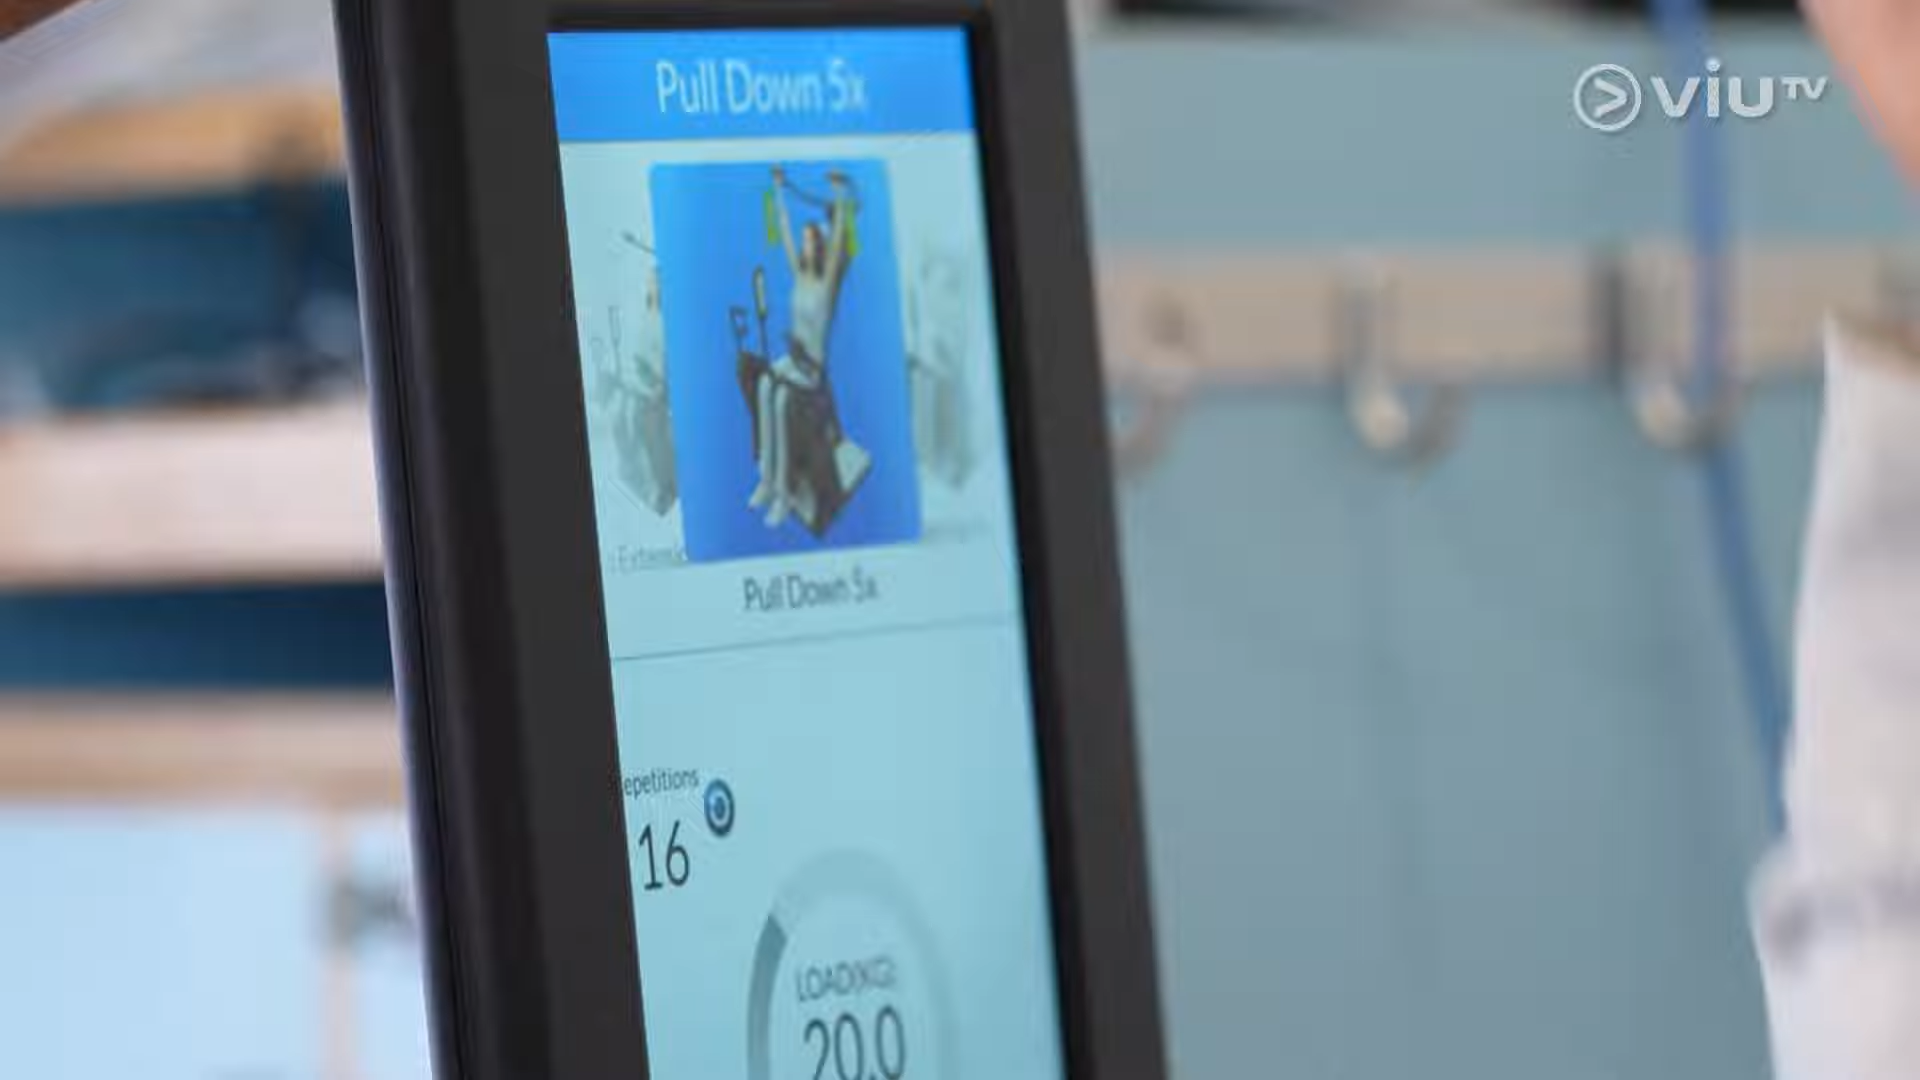 Pull Down 5x
viu TV
Pull Down 5x
epetitions
16
LOAD(KG)
20.0